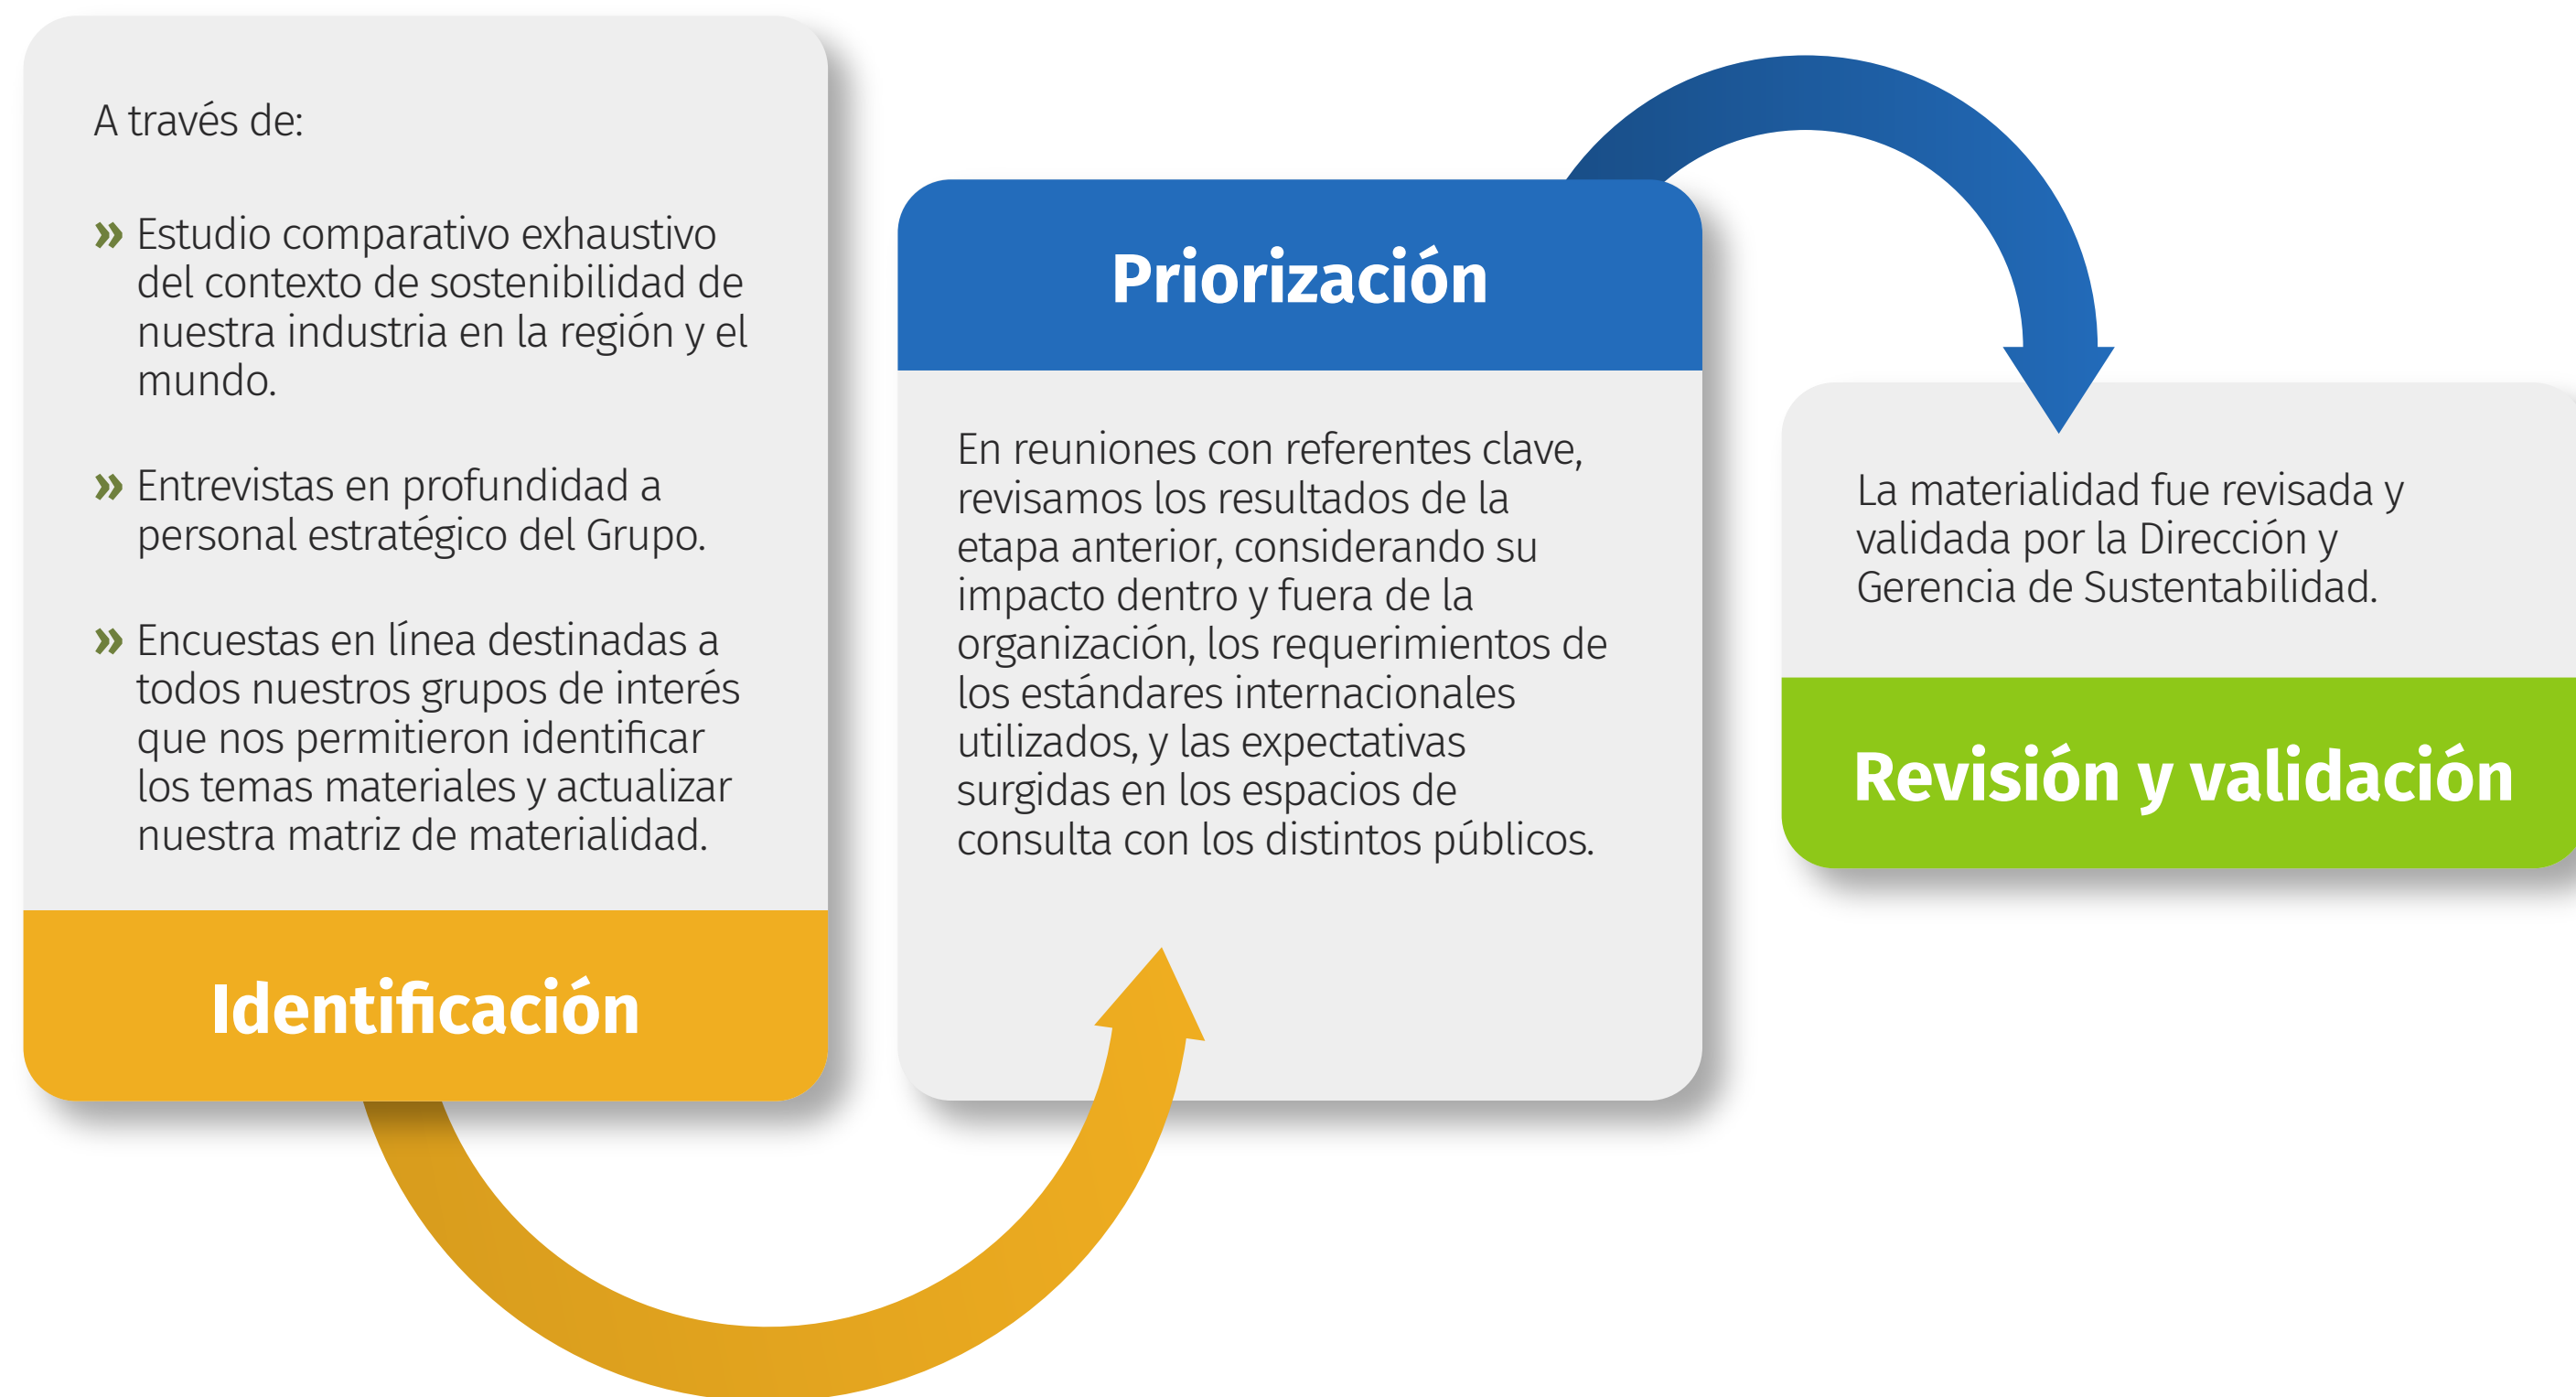 A través de:
» Estudio comparativo exhaustivo
del contexto de sostenibilidad de
nuestra industria en la región y el
mundo.
» Entrevistas en profundidad a
personal estratégico del Grupo.
» Encuestas en línea destinadas a
todos nuestros grupos de interés
que nos permitieron identificar
los temas materiales y actualizar
nuestra matriz de materialidad.
Identificación
Priorización
En reuniones con referentes clave,
revisamos los resultados de la
etapa anterior, considerando su
impacto dentro y fuera de la
organización, los requerimientos de
los estándares internacionales
utilizados, y las expectativas
surgidas en los espacios de
consulta con los distintos públicos.
La materialidad fue revisada y
validada por la Dirección y
Gerencia de Sustentabilidad.
Revisión y validación